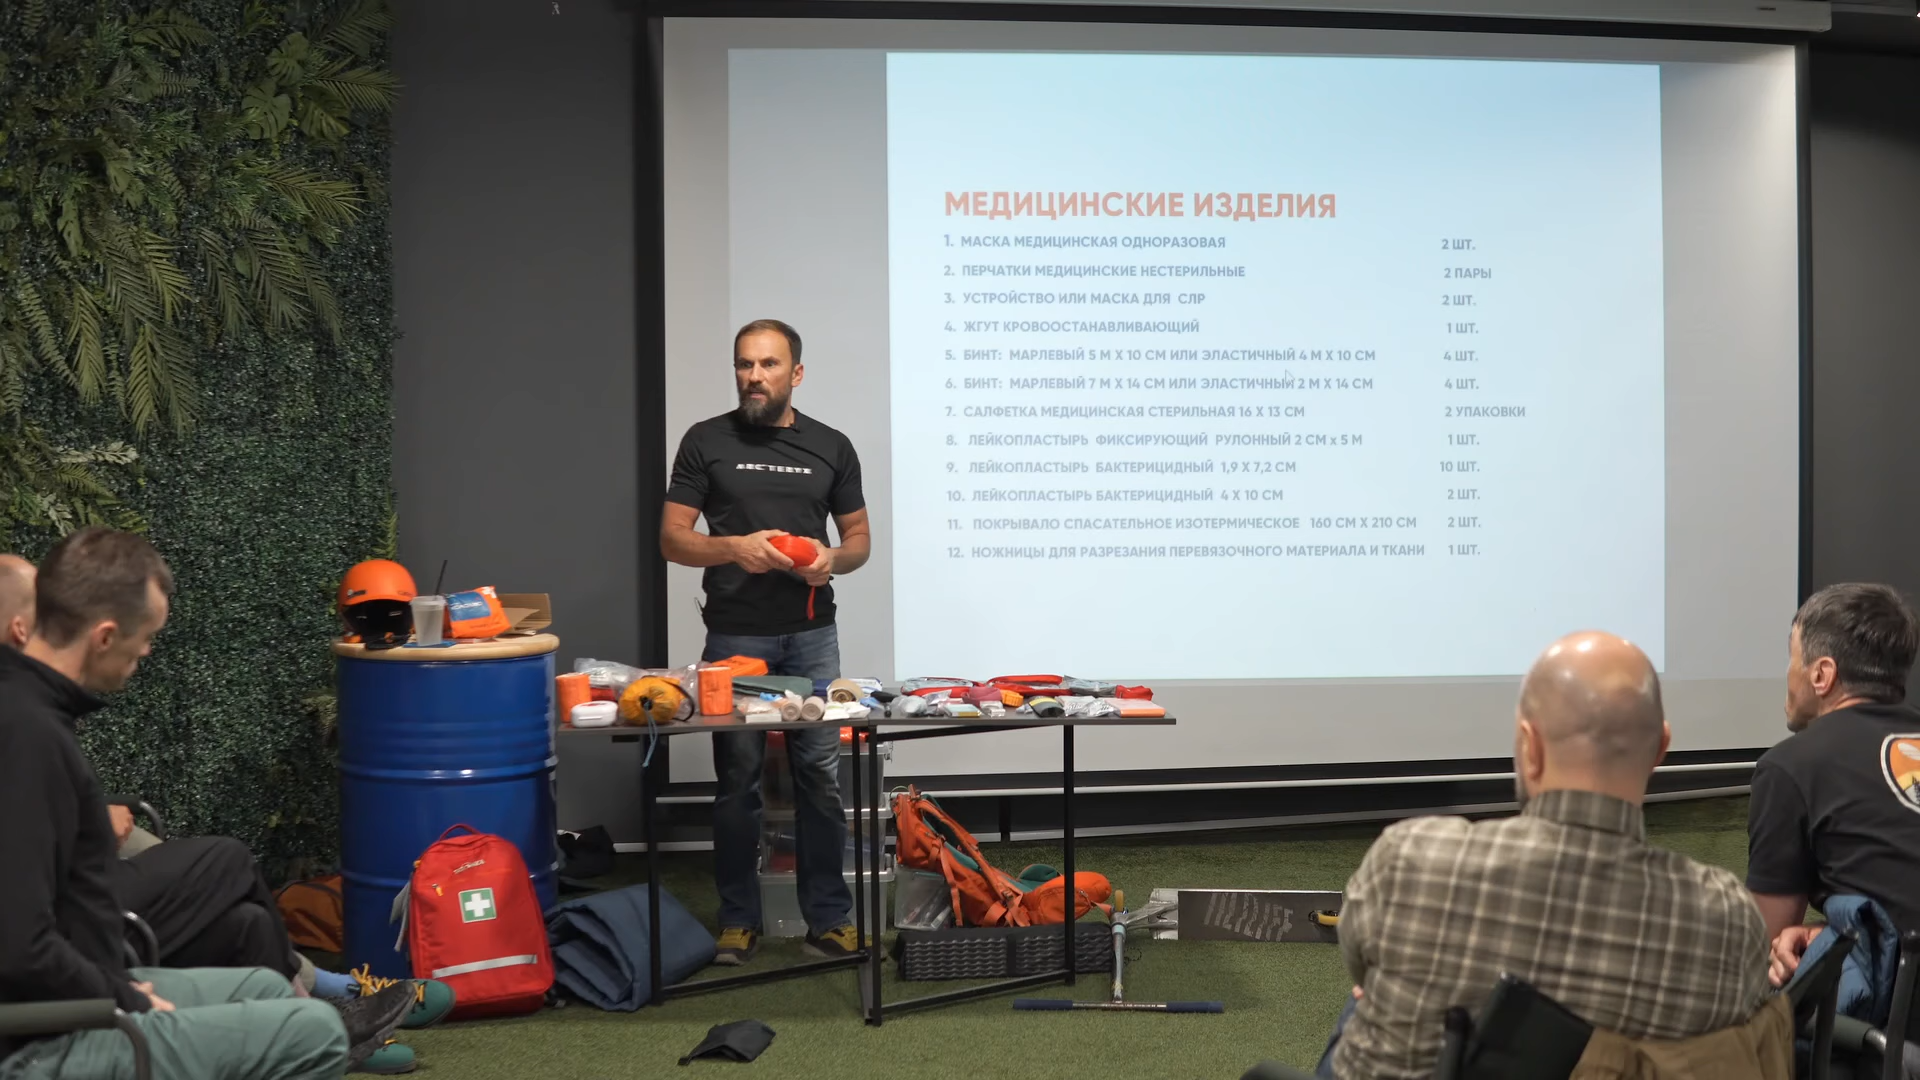 МЕДИЦИНСКИЕ ИЗДЕЛИЯ
1. МАСКА МЕДИЦИНСКАЯ ОДНОРАЗОВАЯ 2 ШТ.
2. ПЕРЧАТКИ МЕДИЦИНСКИЕ НЕСТЕРИЛЬНЫЕ 2 ПАРЫ
3. УСТРОЙСТВО ИЛИ МАСКА ДЛЯ СЛР 2 ШТ.
4. ЖГУТ КРОВООСТАНАВЛИВАЮЩИЙ 1 ШТ.
5. БИНТ: МАРЛЕВЫЙ 5 М Х 10 СМ ИЛИ ЭЛАСТИЧНЫЙ 4 М Х 10 СМ 4 ШТ.
6. БИНТ: МАРЛЕВЫЙ 7 М Х 14 СМ ИЛИ ЭЛАСТИЧНЫЙ 2 М Х 14 СМ 4 ШТ.
7. САЛФЕТКА МЕДИЦИНСКАЯ СТЕРИЛЬНАЯ 16 Х 13 СМ 2 УПАКОВКИ
8. ЛЕЙКОПЛАСТЫРЬ ФИКСИРУЮЩИЙ РУЛОННЫЙ 2 СМ х 5 М 1 ШТ.
9. ЛЕЙКОПЛАСТЫРЬ БАКТЕРИЦИДНЫЙ 1,9 Х 7,2 СМ 10 ШТ.
10. ЛЕЙКОПЛАСТЫРЬ БАКТЕРИЦИДНЫЙ 4 Х 10 СМ 2 ШТ.
11. ПОКРЫВАЛО СПАСАТЕЛЬНОЕ ИЗОТЕРМИЧЕСКОЕ 160 СМ Х 210 СМ 2 ШТ.
12. НОЖНИЦЫ ДЛЯ РАЗРЕЗАНИЯ ПЕРЕВЯЗОЧНОГО МАТЕРИАЛА И ТКАНИ 1 ШТ.
ARC'TERYX